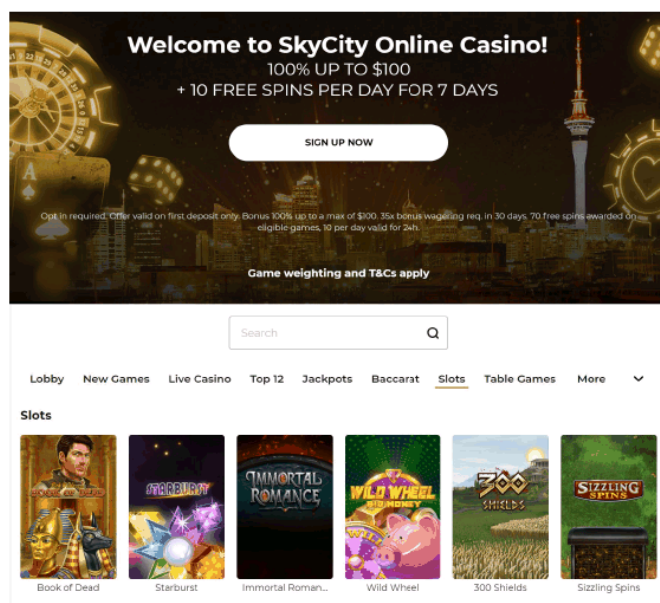 Welcome to SkyCity Online Casino!
100% UP TO $100
+ 10 FREE SPINS PER DAY FOR 7 DAYS
SIGN UP NOW
Opt in required. Offer valid on first deposit only. Bonus 100% up to a max of $100. 35x bonus wagering req. in 30 days. 70 free spins awarded on
eligible games, 10 per day valid for 24h.
Game weighting and T&Cs apply
Search
Lobby New Games Live Casino Top 12 Jackpots Baccarat Slots Table Games More
Slots
BOOK OF DEAD
STARBURST
IMMORTAL
ROMANCE
WILD WHEEL
BIG MONEY
300
SHIELDS
SIZZLING
SPINS
Book of Dead Starburst Immortal Roman... Wild Wheel 300 Shields Sizzling Spins